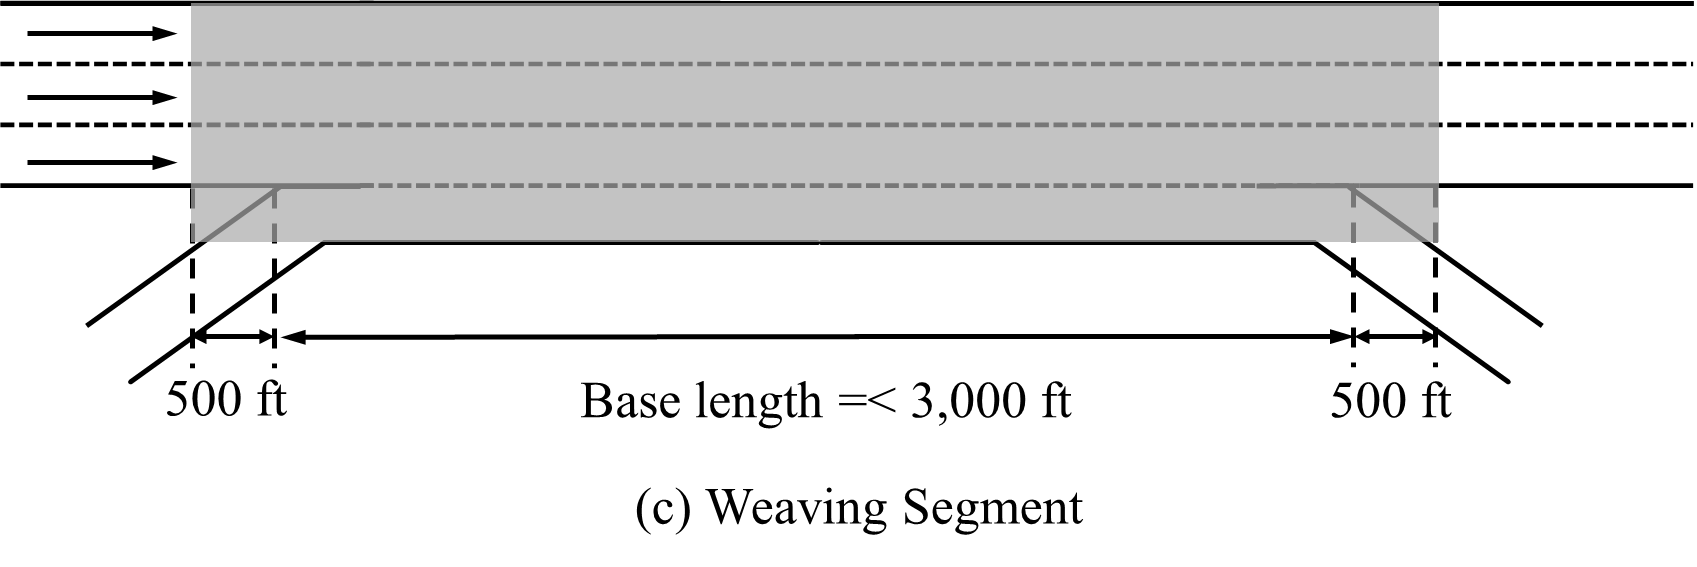 500 ft
Base length =< 3,000 ft
500 ft
(c) Weaving Segment